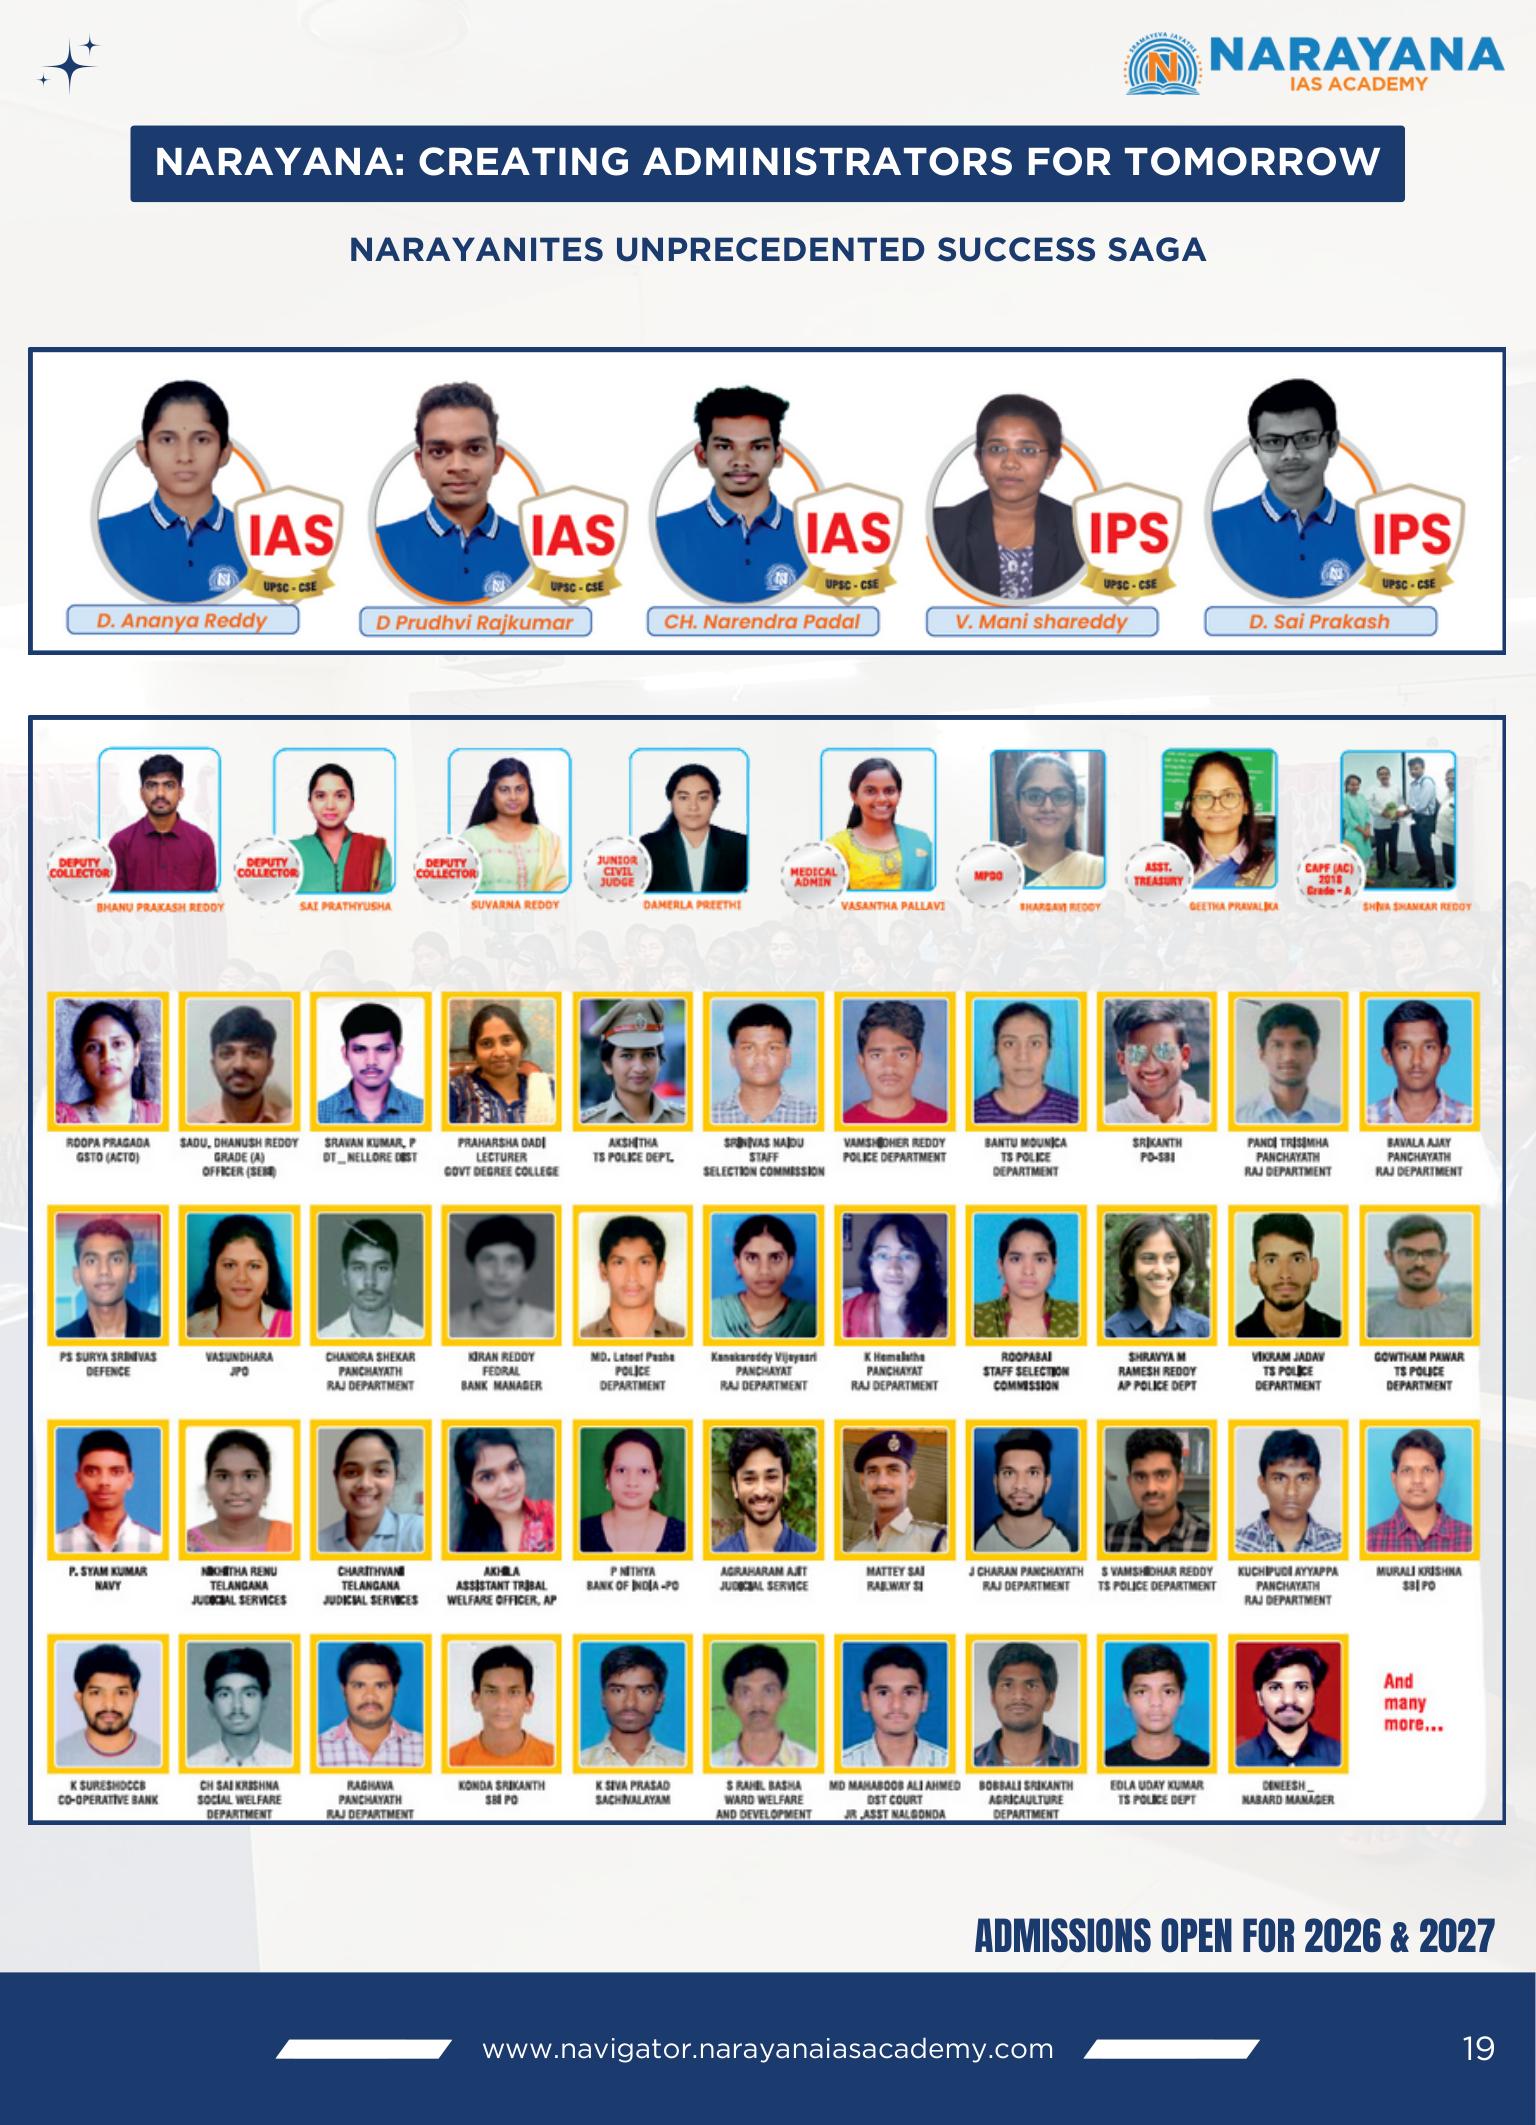 SRAMAYEVA JAYATHE
N
NARAYANA
IAS ACADEMY
NARAYANA: CREATING ADMINISTRATORS FOR TOMORROW
NARAYANITES UNPRECEDENTED SUCCESS SAGA
IAS
UPSC - CSE
D. Ananya Reddy
IAS
UPSC - CSE
D Prudhvi Rajkumar
IAS
UPSC - CSE
CH. Narendra Padal
IPS
UPSC - CSE
V. Mani shareddy
IPS
UPSC - CSE
D. Sai Prakash
DEPUTY
COLLECTOR
BHANU PRAKASH REDDY
DEPUTY
COLLECTOR
SAI PRATHYUSHA
DEPUTY
COLLECTOR
SUVARNA REDDY
JUNIOR
CIVIL
JUDGE
DAMERLA PREETHI
MEDICAL
ADMIN
VASANTHA PALLAVI
MPDO
BHARGAVI REDDY
ASST.
TREASURY
GEETHA PRAVALIKA
CAPF (AC)
2018
Grade - A
SHIVA SHANKAR REDDY
ROOPA PRAGADA
GSTO (ACTO)
SADU. DHANUSH REDDY
GRADE (A)
OFFICER (SEBI)
SRAVAN KUMAR. P
DT _ NELLORE DIST
PRAHARSHA DADI
LECTURER
GOVT DEGREE COLLEGE
AKSHITHA
TS POLICE DEPT.
SRINIVAS NAIDU
STAFF
SELECTION COMMISSION
VAMSHIDHER REDDY
POLICE DEPARTMENT
BANTU MOUNICA
TS POLICE
DEPARTMENT
SRIKANTH
PO-SBI
PANDI TRISIMHA
PANCHAYATH
RAJ DEPARTMENT
BAVALA AJAY
PANCHAYATH
RAJ DEPARTMENT
PS SURYA SRINIVAS
DEFENCE
VASUNDHARA
JPO
CHANDRA SHEKAR
PANCHAYATH
RAJ DEPARTMENT
KIRAN REDDY
FEDRAL
BANK MANAGER
MD. Lateef Pasha
POLICE
DEPARTMENT
Kanakareddy Vijayasri
PANCHAYAT
RAJ DEPARTMENT
K Hemalatha
PANCHAYAT
RAJ DEPARTMENT
ROOPABAI
STAFF SELECTION
COMMISSION
SHRAVYA M
RAMESH REDDY
AP POLICE DEPT
VIKRAM JADAV
TS POLICE
DEPARTMENT
GOWTHAM PAWAR
TS POLICE
DEPARTMENT
P. SYAM KUMAR
NAVY
NIKHITHA RENU
TELANGANA
JUDICIAL SERVICES
CHARITHVANI
TELANGANA
JUDICIAL SERVICES
AKHILA
ASSISTANT TRIBAL
WELFARE OFFICER, AP
P NITHYA
BANK OF INDIA -PO
AGRAHARAM AJIT
JUDICIAL SERVICE
MATTEY SAI
RAILWAY SI
J CHARAN PANCHAYATH
RAJ DEPARTMENT
S VAMSHIDHAR REDDY
TS POLICE DEPARTMENT
KUCHIPUDI AYYAPPA
PANCHAYATH
RAJ DEPARTMENT
MURALI KRISHNA
SBI PO
K SURESHDCCB
CO-OPERATIVE BANK
CH SAI KRISHNA
SOCIAL WELFARE
DEPARTMENT
RAGHAVA
PANCHAYATH
RAJ DEPARTMENT
KONDA SRIKANTH
SBI PO
K SIVA PRASAD
SACHIVALAYAM
S RAHIL BASHA
WARD WELFARE
AND DEVELOPMENT
MD MAHABOOB ALI AHMED
DST COURT
JR .ASST NALGONDA
BOBBALI SRIKANTH
AGRICAULTURE
DEPARTMENT
EDLA UDAY KUMAR
TS POLICE DEPT
DINEESH _
NABARD MANAGER
And
many
more...
ADMISSIONS OPEN FOR 2026 & 2027
www.navigator.narayanaiasacademy.com
19